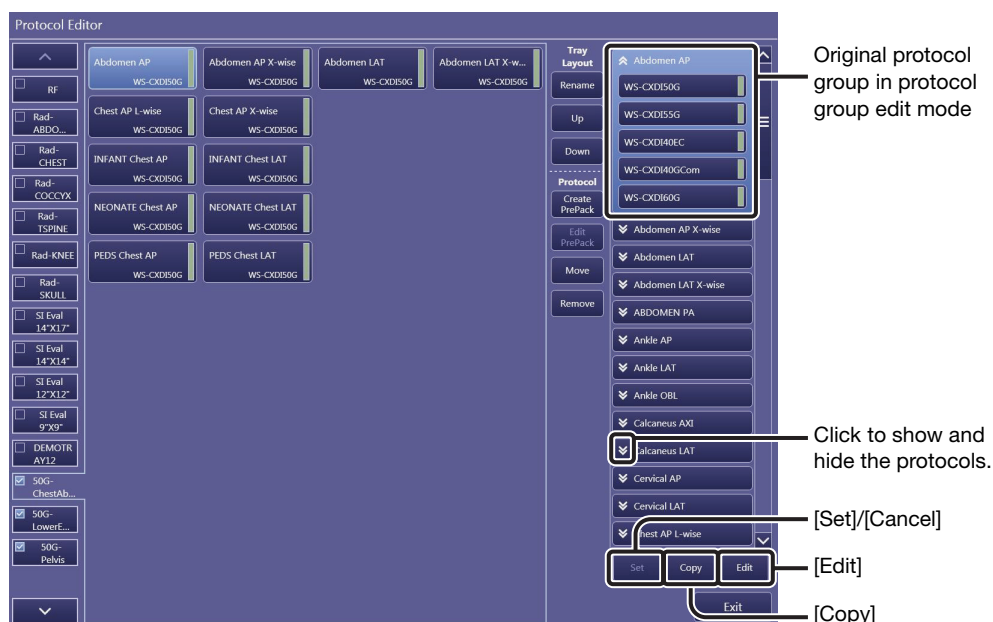 Protocol Editor
RF
Rad-
ABDO...
Rad-
CHEST
Rad-
COCCYX
Rad-
TSPINE
Rad-KNEE
Rad-
SKULL
SI Eval
14"X17"
SI Eval
14"X14"
SI Eval
12"X12"
SI Eval
9"X9"
DEMOTR
AY12
50G-
ChestAb...
50G-
LowerE...
50G-
Pelvis
Abdomen AP
WS-CXDI50G
Abdomen AP X-wise
WS-CXDI50G
Abdomen LAT
WS-CXDI50G
Abdomen LAT X-w...
WS-CXDI50G
Chest AP L-wise
WS-CXDI50G
Chest AP X-wise
WS-CXDI50G
INFANT Chest AP
WS-CXDI50G
INFANT Chest LAT
WS-CXDI50G
NEONATE Chest AP
WS-CXDI50G
NEONATE Chest LAT
WS-CXDI50G
PEDS Chest AP
WS-CXDI50G
PEDS Chest LAT
WS-CXDI50G
Tray
Layout
Rename
Up
Down
Protocol
Create
PrePack
Edit
PrePack
Move
Remove
Abdomen AP
WS-CXDI50G
WS-CXDI55G
WS-CXDI40EC
WS-CXDI40GCom
WS-CXDI60G
Abdomen AP X-wise
Abdomen LAT
Abdomen LAT X-wise
ABDOMEN PA
Ankle AP
Ankle LAT
Ankle OBL
Calcaneus AXI
Calcaneus LAT
Cervical AP
Cervical LAT
Chest AP L-wise
Set
Copy
Edit
Exit
Original protocol
group in protocol
group edit mode
Click to show and
hide the protocols.
[Set]/[Cancel]
[Edit]
[Copy]